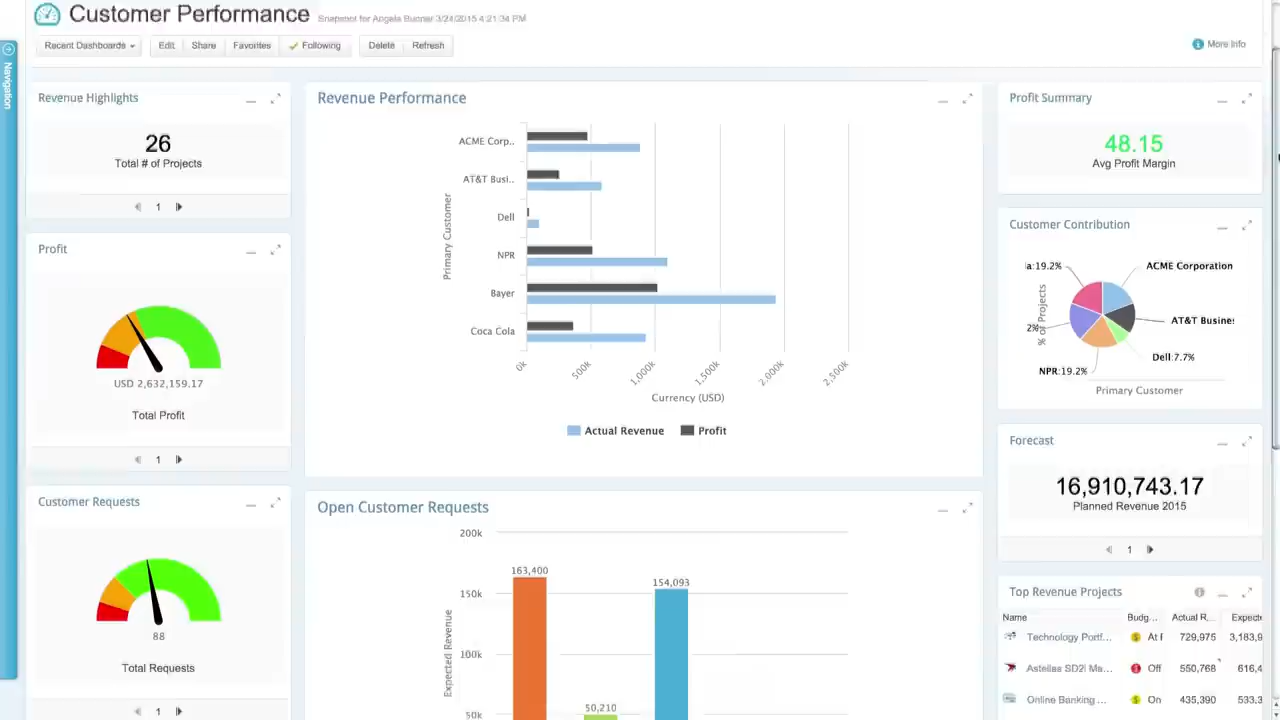 Customer Performance
Snapshot for Angela Bucner 3/24/2015 4:21:34 PM
Recent Dashboards
Edit
Share
Favorites
Following
Delete
Refresh
More Info
Navigation
Revenue Highlights
26
Total # of Projects
1
Profit
USD 2,632,159.17
Total Profit
1
Customer Requests
88
Total Requests
1
Revenue Performance
Primary Customer
ACME Corp..
AT&T Busi..
Dell
NPR
Bayer
Coca Cola
0k
500k
1,000k
1,500k
2,000k
2,500k
Currency (USD)
Actual Revenue
Profit
Open Customer Requests
Expected Revenue
200k
150k
100k
50k
163,400
50,210
154,093
Profit Summary
48.15
Avg Profit Margin
Customer Contribution
% of Projects
a:19.2%
ACME Corporation
AT&T Busine
2%
Dell:7.7%
NPR:19.2%
Primary Customer
Forecast
16,910,743.17
Planned Revenue 2015
1
Top Revenue Projects
Name Budg... Actual R... Expecte
Technology Portf... At F 729,975 3,183,9
Astellas SD2I Ma... Off 550,768 616,4
Online Banking ... On 435,390 533,3